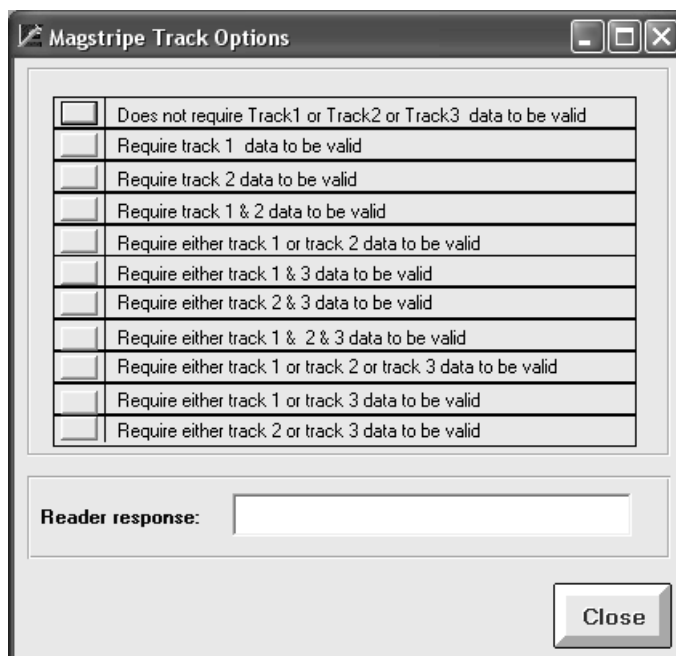 Magstripe Track Options
Does not require Track1 or Track2 or Track3 data to be valid
Require track 1 data to be valid
Require track 2 data to be valid
Require track 1 & 2 data to be valid
Require either track 1 or track 2 data to be valid
Require either track 1 & 3 data to be valid
Require either track 2 & 3 data to be valid
Require either track 1 & 2 & 3 data to be valid
Require either track 1 or track 2 or track 3 data to be valid
Require either track 1 or track 3 data to be valid
Require either track 2 or track 3 data to be valid
Reader response:
Close